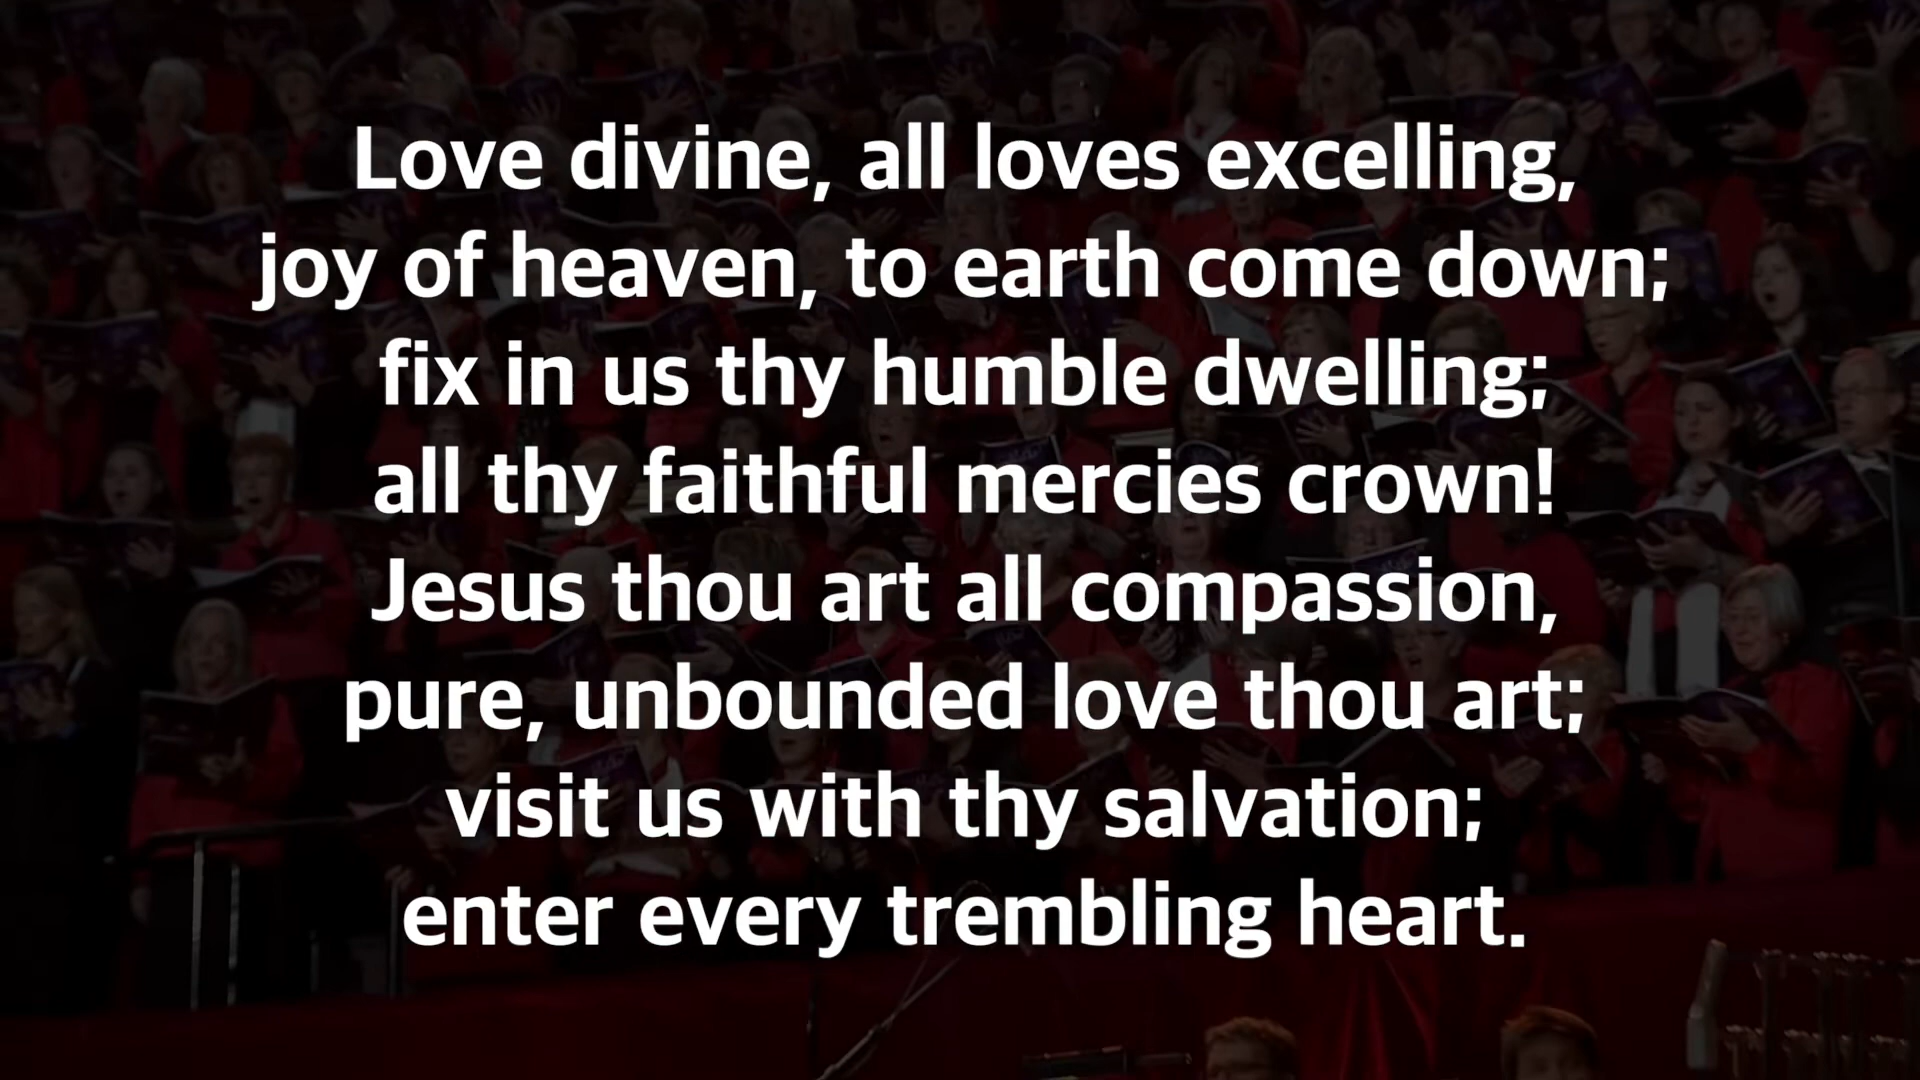 Love divine, all loves excelling,
joy of heaven, to earth come down;
fix in us thy humble dwelling;
all thy faithful mercies crown!
Jesus thou art all compassion,
pure, unbounded love thou art;
visit us with thy salvation;
enter every trembling heart.